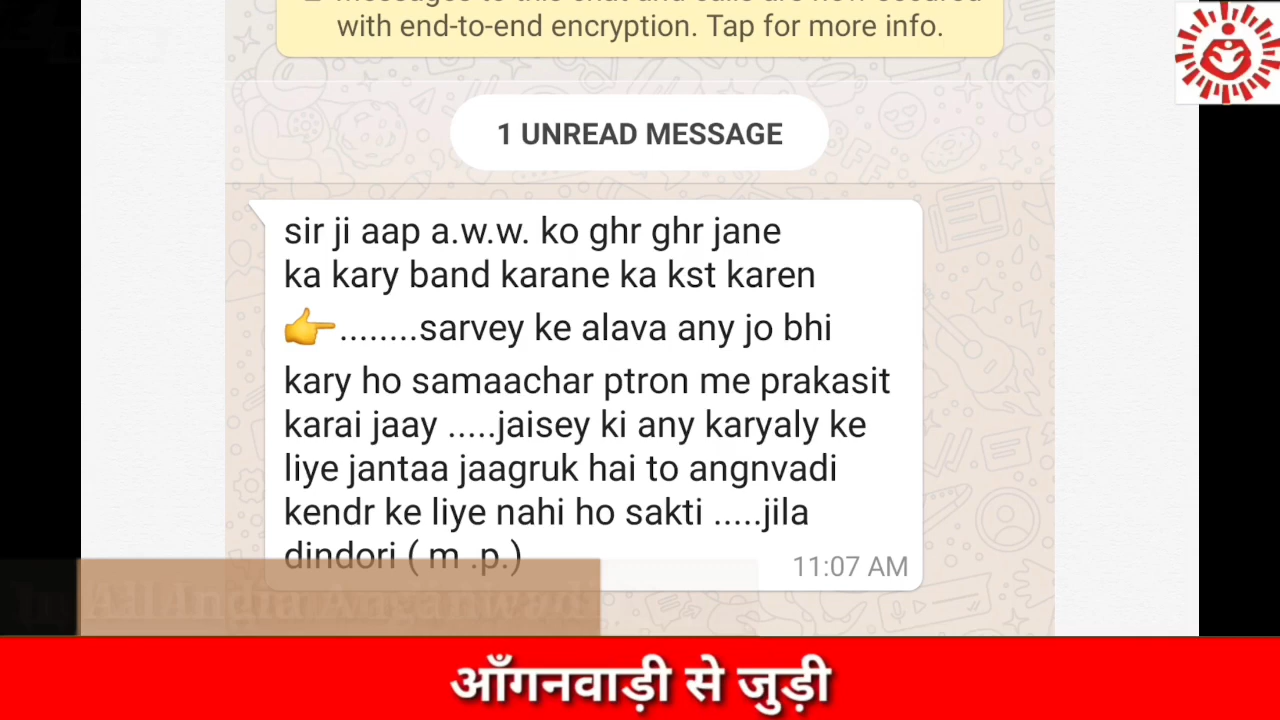 with end-to-end encryption. Tap for more info.
1 UNREAD MESSAGE
sir ji aap a.w.w. ko ghr ghr jane
ka kary band karane ka kst karen
👉........sarvey ke alava any jo bhi
kary ho samaachar ptron me prakasit
karai jaay .....jaisey ki any karyaly ke
liye jantaa jaagruk hai to angnvadi
kendr ke liye nahi ho sakti .....jila
dindori ( m .p.)
11:07 AM
All India Anganwadi
आँगनवाड़ी से जुड़ी